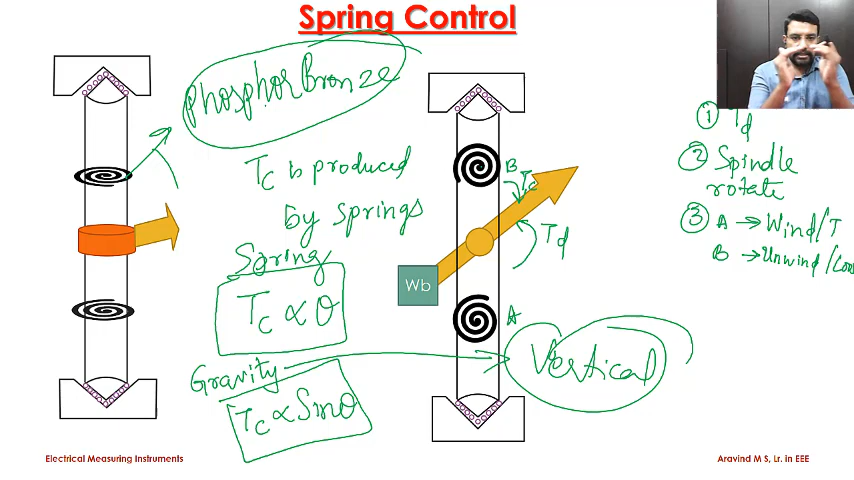 Spring Control
Phosphor Bronze
Tc is produced
by springs
Spring
Tc ∝ θ
Gravity
Tc ∝ Sinθ
B
Tc
Td
Wb
A
Vertical
① Td
② Spindle
rotate
③ A → Wind/T
B → Unwind/Com
Electrical Measuring Instruments
Aravind M S, Lr. in EEE